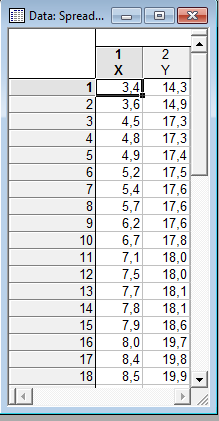 Data: Spread...
1 2
X Y
1 3,4 14,3
2 3,6 14,9
3 4,5 17,3
4 4,8 17,3
5 4,9 17,4
6 5,2 17,5
7 5,4 17,6
8 5,7 17,6
9 6,2 17,6
10 6,7 17,8
11 7,1 18,0
12 7,5 18,0
13 7,7 18,1
14 7,8 18,1
15 7,9 18,6
16 8,0 19,7
17 8,4 19,8
18 8,5 19,9